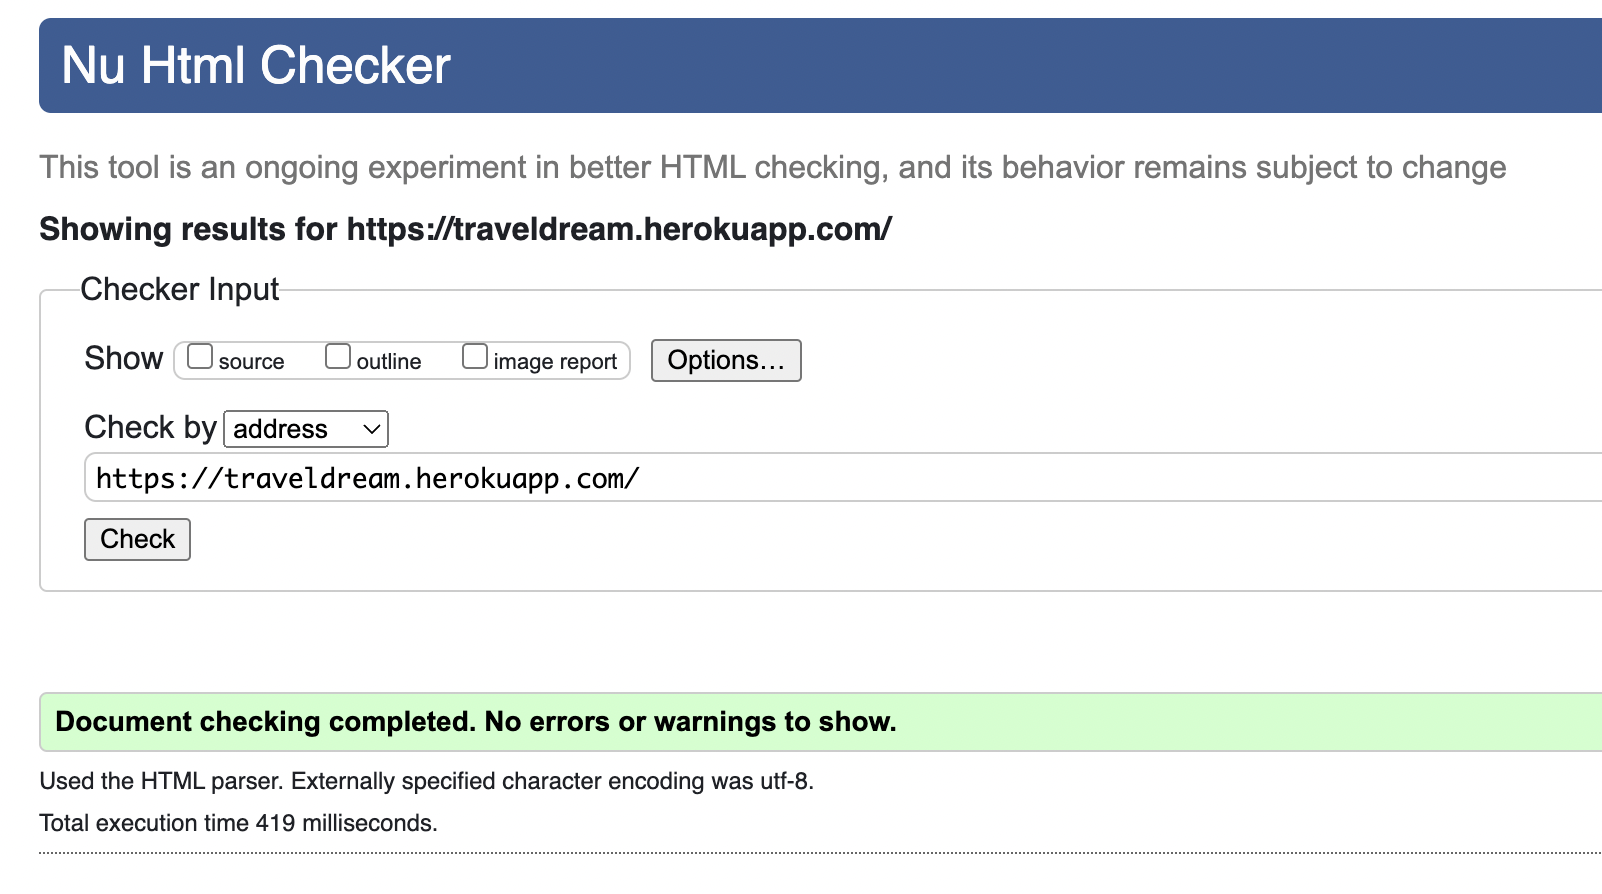 Nu Html Checker
This tool is an ongoing experiment in better HTML checking, and its behavior remains subject to change
Showing results for https://traveldream.herokuapp.com/
Checker Input
Show source outline image report Options...
Check by address
https://traveldream.herokuapp.com/
Check
Document checking completed. No errors or warnings to show.
Used the HTML parser. Externally specified character encoding was utf-8.
Total execution time 419 milliseconds.